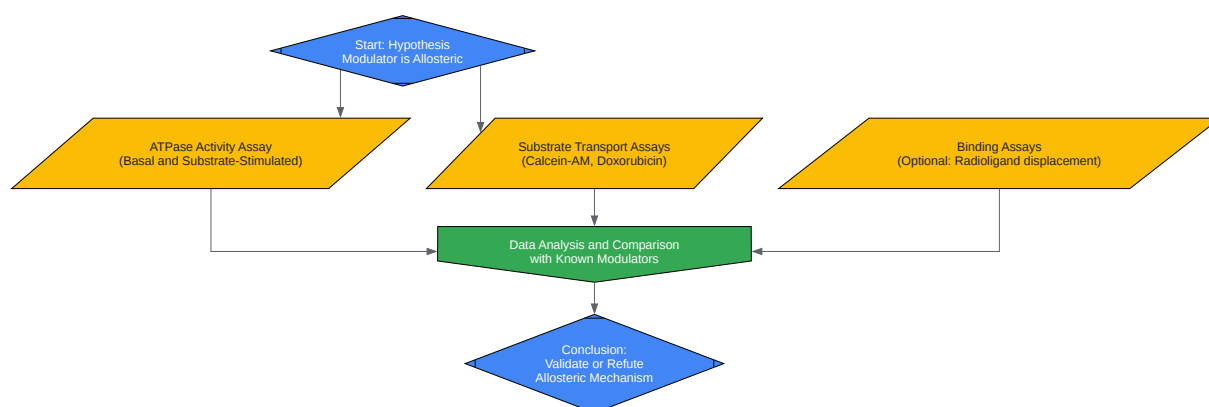 Start: Hypothesis
Modulator is Allosteric
ATPase Activity Assay
(Basal and Substrate-Stimulated)
Substrate Transport Assays
(Calcein-AM, Doxorubicin)
Binding Assays
(Optional: Radioligand displacement)
Data Analysis and Comparison
with Known Modulators
Conclusion:
Validate or Refute
Allosteric Mechanism